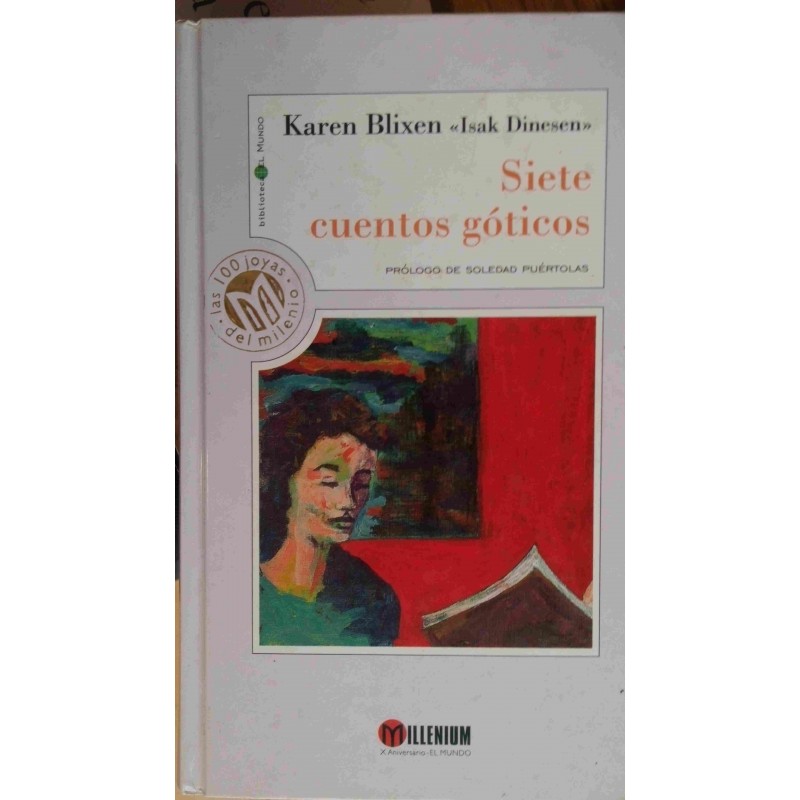 Karen Blixen «Isak Dinesen»
Siete
cuentos góticos
PRÓLOGO DE SOLEDAD PUÉRTOLAS
biblioteca EL MUNDO
las 100 joyas
del milenio
MILLENIUM
X Aniversario · EL MUNDO